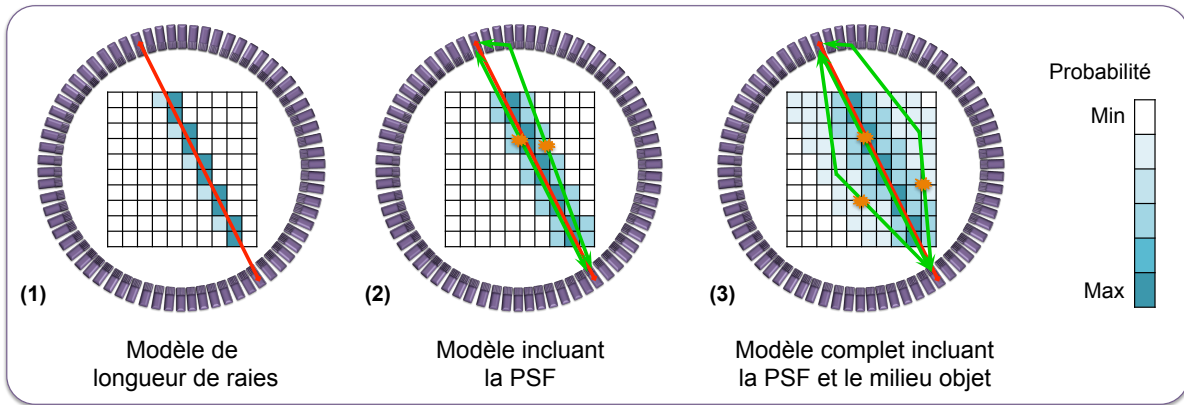 (1)
Modèle de
longueur de raies
(2)
Modèle incluant
la PSF
(3)
Modèle complet incluant
la PSF et le milieu objet
Probabilité
Min
Max